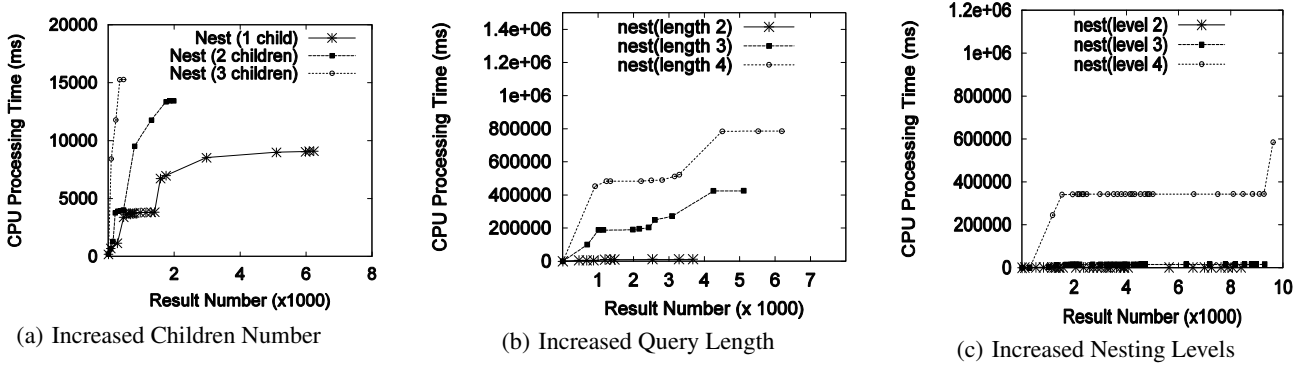 20000
15000
10000
5000
0
CPU Processing Time (ms)
Nest (1 child)
Nest (2 children)
Nest (3 children)
2
4
6
8
Result Number (x1000)
(a) Increased Children Number
1.4e+06
1.2e+06
1e+06
800000
600000
400000
200000
0
CPU Processing Time (ms)
nest(length 2)
nest(length 3)
nest(length 4)
1 2 3 4 5 6 7
Result Number (x 1000)
(b) Increased Query Length
1.2e+06
1e+06
800000
600000
400000
200000
0
CPU Processing Time (ms)
nest(level 2)
nest(level 3)
nest(level 4)
2 4 6 8 10
Result Number (x1000)
(c) Increased Nesting Levels